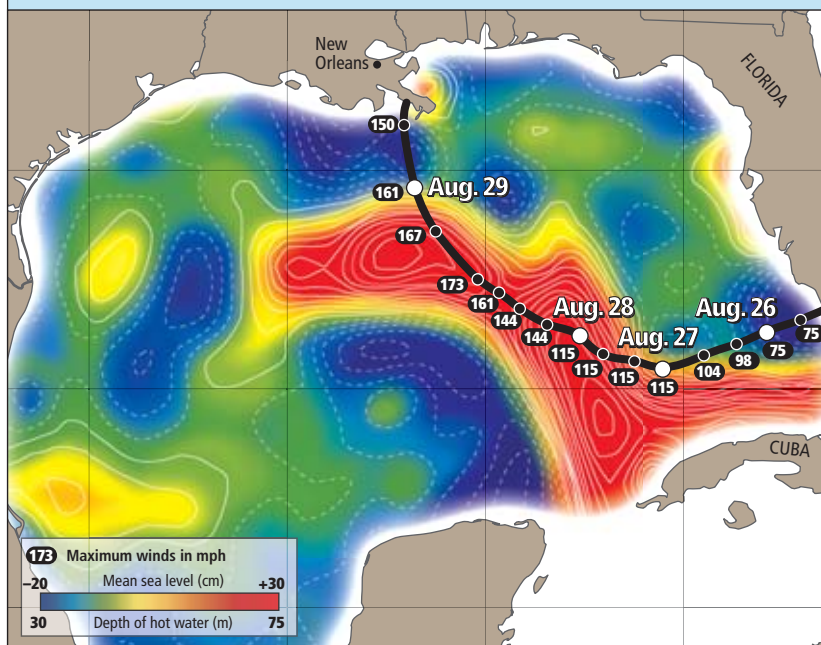 New
Orleans
FLORIDA
150
161
Aug. 29
167
173
161
144
144
Aug. 28
115
115
115
Aug. 27
115
104
98
Aug. 26
75
75
CUBA
173 Maximum winds in mph
–20 Mean sea level (cm) +30
30 Depth of hot water (m) 75